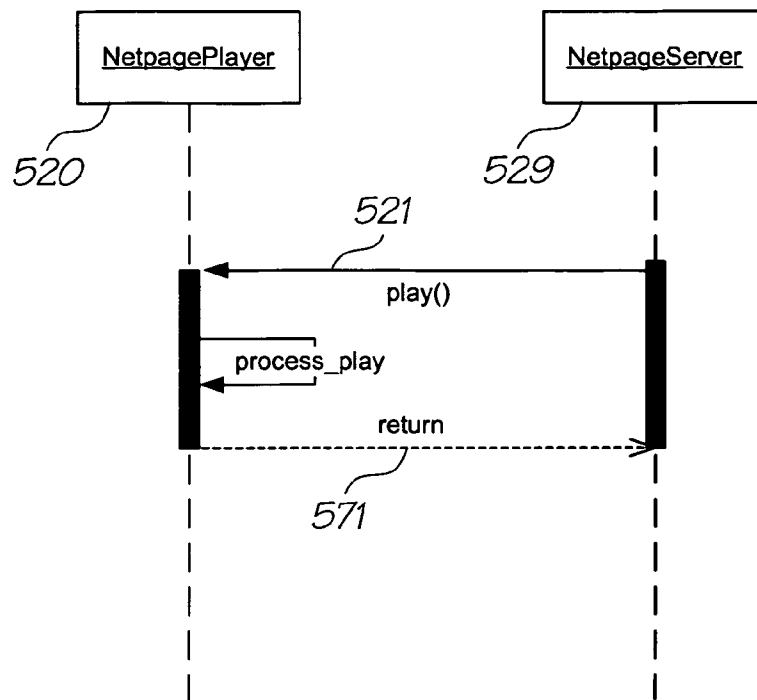 NetpagePlayer
NetpageServer
520
529
521
play()
process_play
return
571